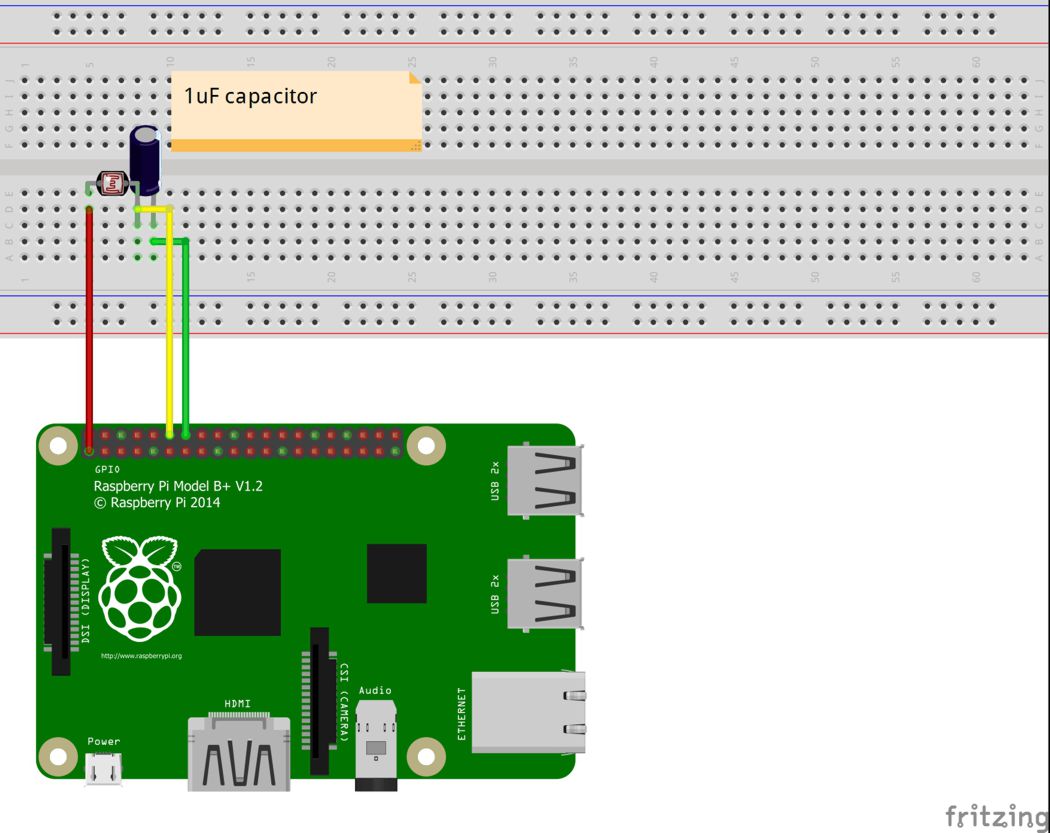 1 5 10 15 20 25 30 35 40 45 50 55 60
J J
I I
H H
G G
F F
1uF capacitor
E E
D D
C C
B B
A A
1 15 20 25 30 35 40 45 50 55 60
GPIO
Raspberry Pi Model B+ V1.2
© Raspberry Pi 2014
USB 2x
DSI (DISPLAY)
TM
USB 2x
http://www.raspberrypi.org
CSI (CAMERA)
Audio
ETHERNET
HDMI
Power
fritzing